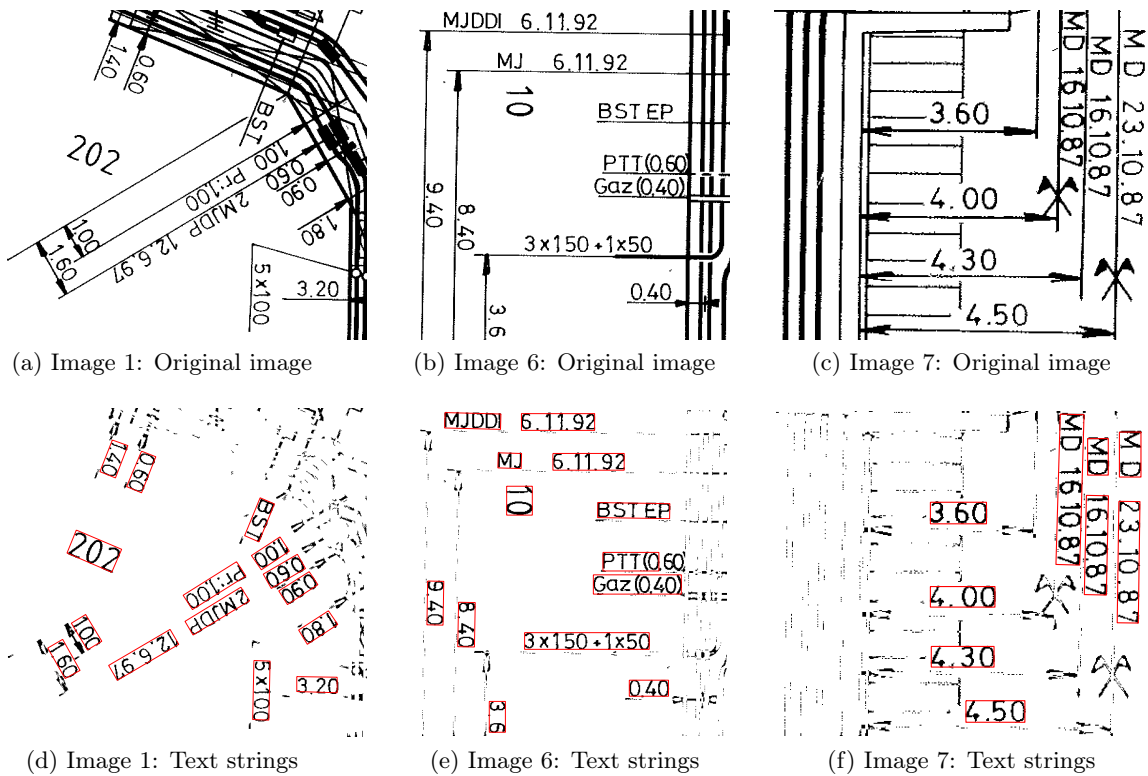 1.40
0.60
BST
202
1.00
0.60
0.90
Pr:1.00
2MJDP 12.6.97
1.80
1.00
1.60
5x100
3.20
(a) Image 1: Original image
MJDDI 6.11.92
MJ 6.11.92
10
BST EP
PTT(0.60)
Gaz(0.40)
9.40
8.40
3x150+1x50
0.40
3.6
(b) Image 6: Original image
MD 16.10.87
MD 16.10.87
MD 23.10.87
3.60
4.00
4.30
4.50
(c) Image 7: Original image
1.40
0.60
BST
202
1.00
0.60
0.90
Pr:1.00
2MJDP
12.6.97
1.80
1.00
1.60
5x100
3.20
(d) Image 1: Text strings
MJDDI 6.11.92
MJ 6.11.92
10
BST EP
PTT(0.60)
Gaz(0.40)
9.40
8.40
3x150+1x50
0.40
3.6
(e) Image 6: Text strings
MD 16.10.87
MD 16.10.87
MD 23.10.87
3.60
4.00
4.30
4.50
(f) Image 7: Text strings